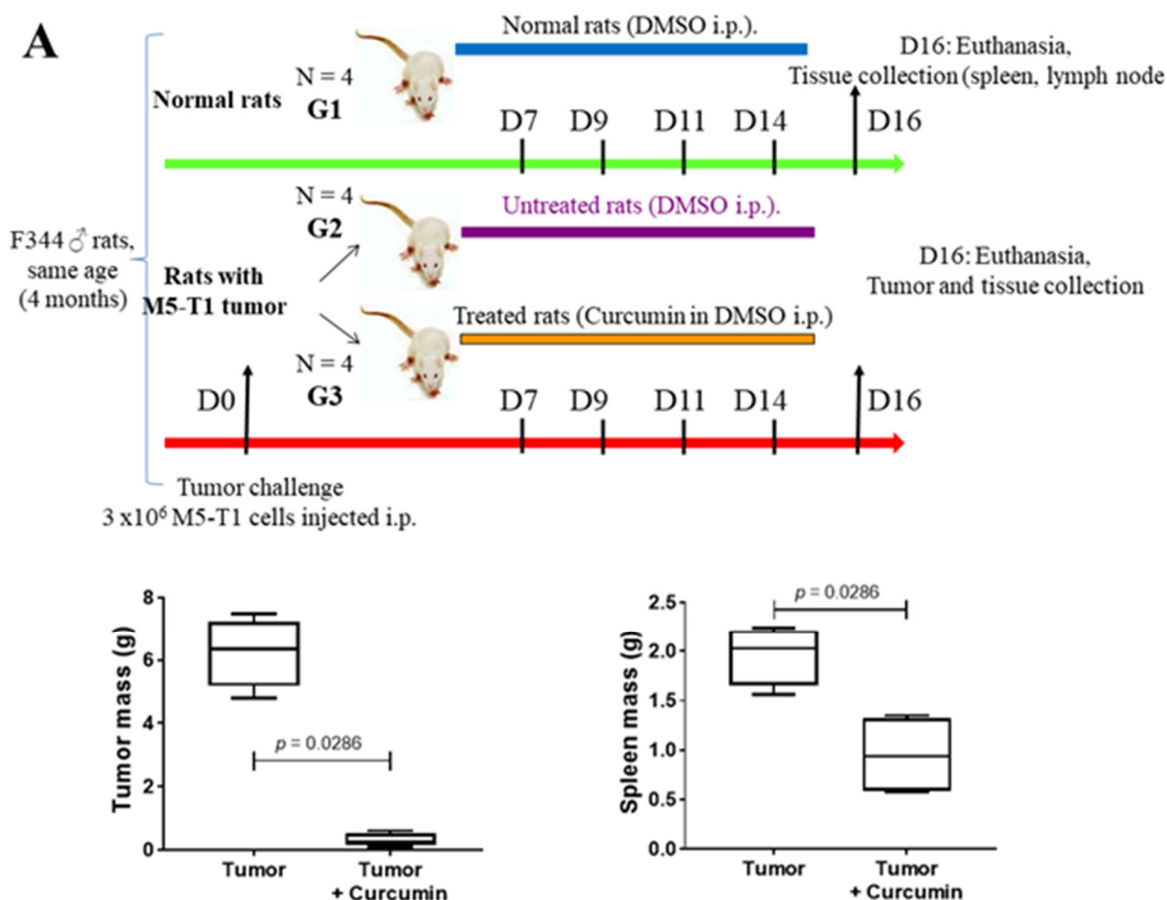 A
Normal rats (DMSO i.p.).
D16: Euthanasia,
Tissue collection (spleen, lymph node
N = 4
G1
Normal rats
D7 D9 D11 D14 D16
N = 4
G2
Untreated rats (DMSO i.p.).
F344 ♂ rats,
same age
(4 months)
Rats with
M5-T1 tumor
D16: Euthanasia,
Tumor and tissue collection
Treated rats (Curcumin in DMSO i.p.)
N = 4
G3
D0 D7 D9 D11 D14 D16
Tumor challenge
3 x10⁶ M5-T1 cells injected i.p.
Tumor mass (g)
8
6
4
2
0
p = 0.0286
Tumor
Tumor
+ Curcumin
Spleen mass (g)
2.5
2.0
1.5
1.0
0.5
0.0
p = 0.0286
Tumor
Tumor
+ Curcumin